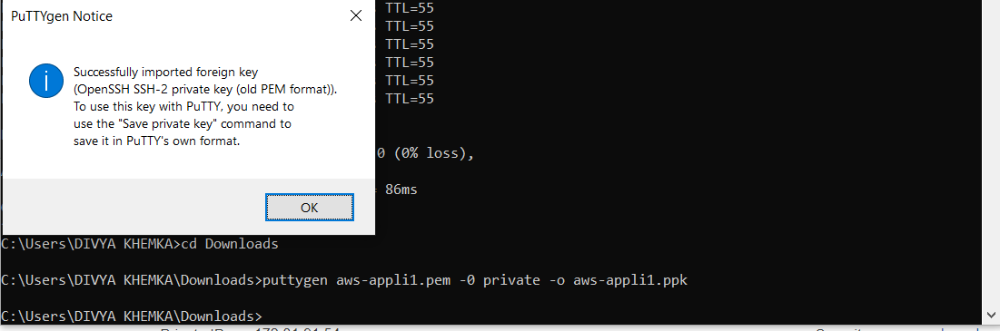 PuTTYgen Notice
Successfully imported foreign key
(OpenSSH SSH-2 private key (old PEM format)).
To use this key with PuTTY, you need to
use the "Save private key" command to
save it in PuTTY's own format.
OK
TTL=55
TTL=55
TTL=55
TTL=55
TTL=55
TTL=55
0 (0% loss),
86ms
C:\Users\DIVYA KHEMKA>cd Downloads
C:\Users\DIVYA KHEMKA\Downloads>puttygen aws-appli1.pem -0 private -o aws-appli1.ppk
C:\Users\DIVYA KHEMKA\Downloads>